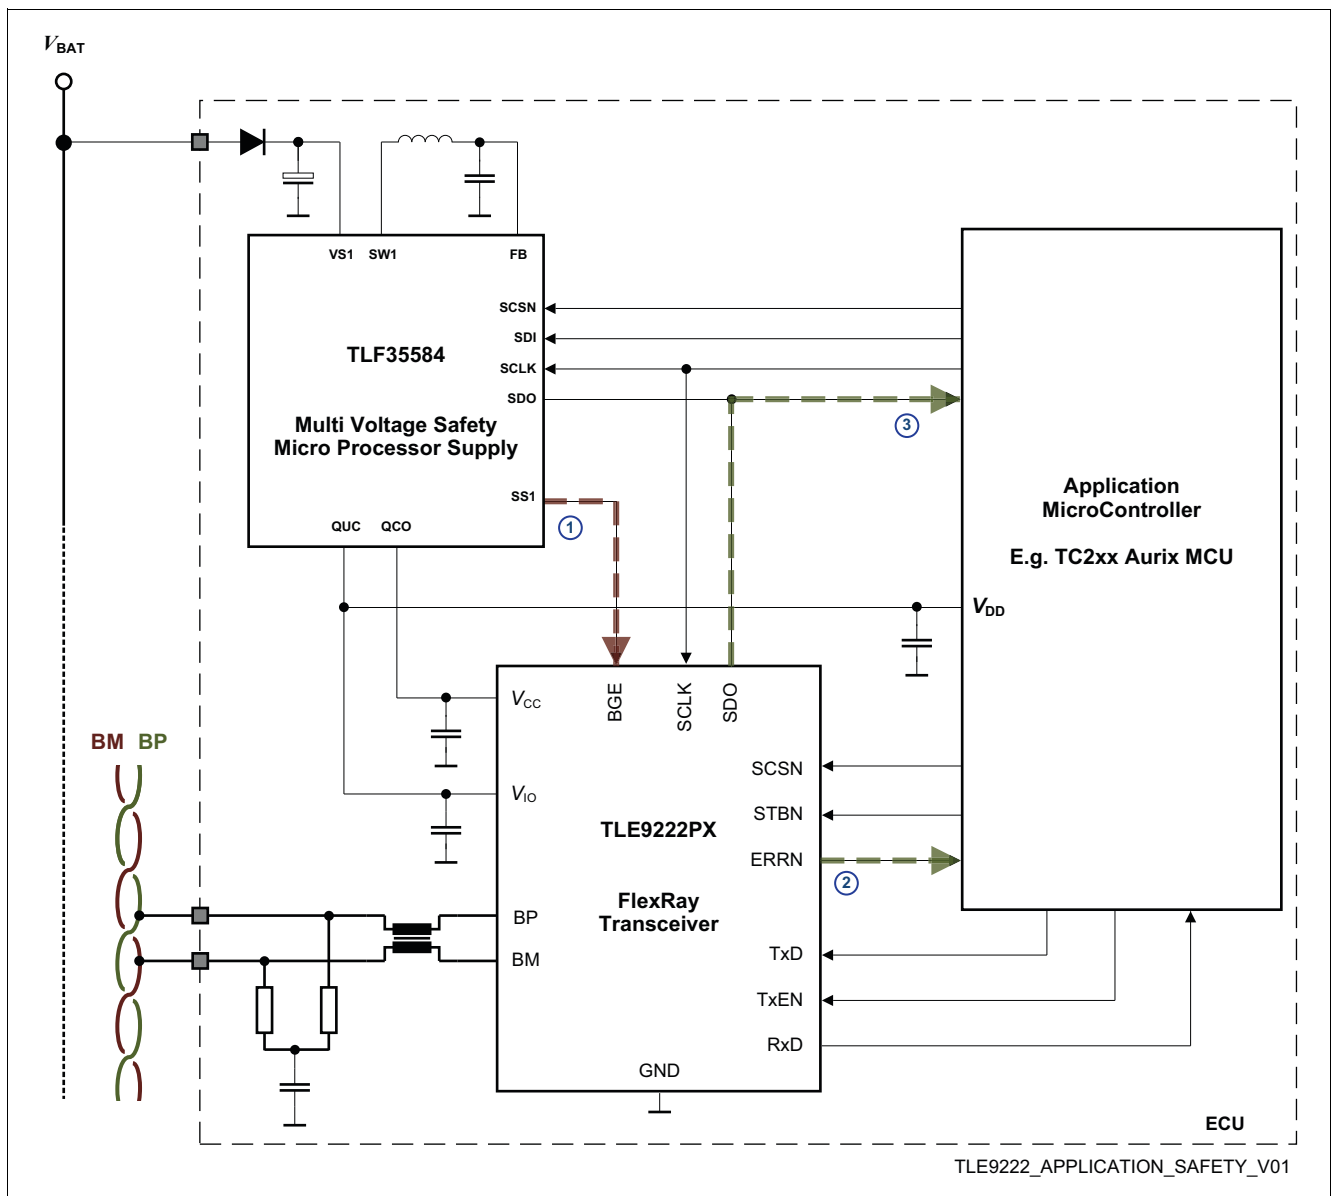 VBAT
VS1 SW1 FB
SCSN
SDI
TLF35584
SCLK
SDO
3
Multi Voltage Safety
Micro Processor Supply
Application
MicroController
SS1
1
QUC QCO
E.g. TC2xx Aurix MCU
VDD
BGE
SCLK
SDO
VCC
BM BP
SCSN
VIO
STBN
TLE9222PX
ERRN
2
FlexRay
Transceiver
BP
BM
TxD
TxEN
RxD
GND
ECU
TLE9222_APPLICATION_SAFETY_V01